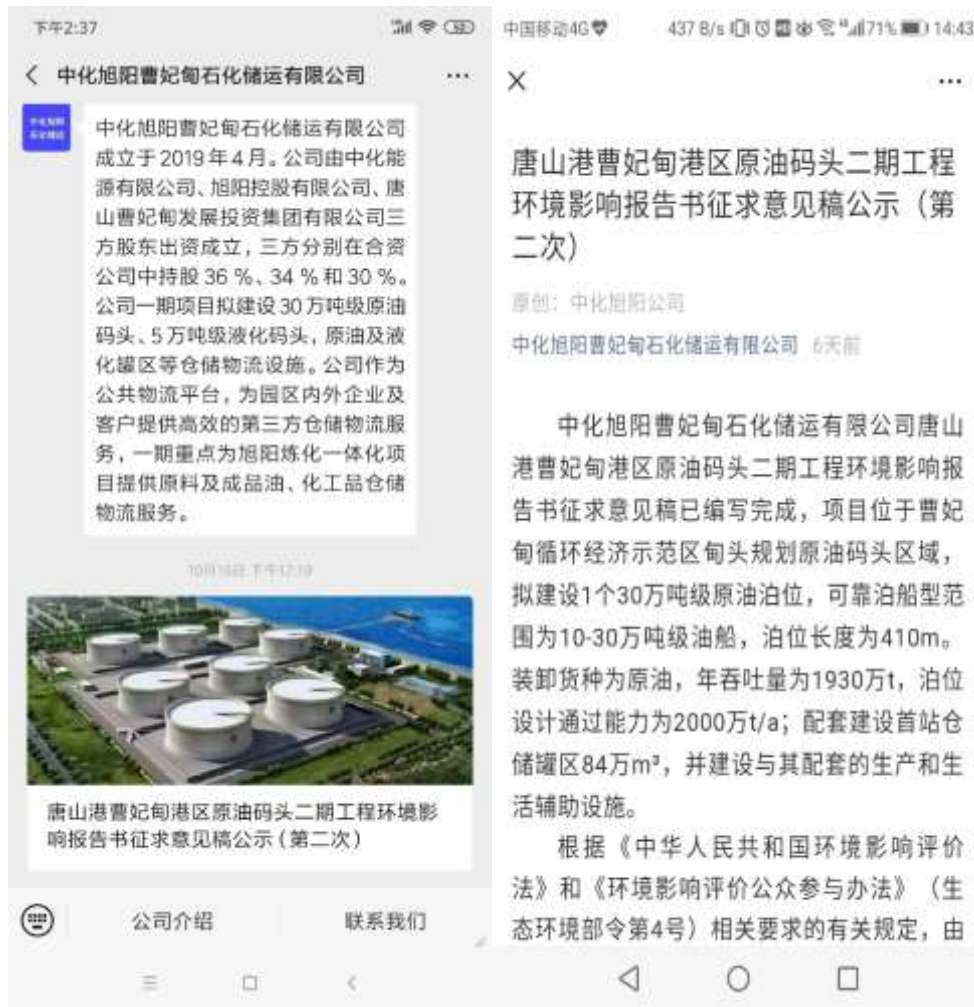 下午2:37
中化旭阳曹妃甸石化储运有限公司
中化旭阳曹妃甸石化储运有限公司
成立于2019年4月。公司由中化能
源有限公司、旭阳控股有限公司、唐
山曹妃甸发展投资集团有限公司三
方股东出资成立，三方分别在合资
公司中持股36 %、34 %和30 %。
公司一期项目拟建设30万吨级原油
码头、5万吨级液化码头，原油及液
化罐区等仓储物流设施。公司作为
公共物流平台，为园区内外企业及
客户提供高效的第三方仓储物流服
务，一期重点为旭阳炼化一体化项
目提供原料及成品油、化工品仓储
物流服务。
唐山港曹妃甸港区原油码头二期工程环境影
响报告书征求意见稿公示（第二次）
公司介绍
联系我们
中国移动4G 437 B/s 71% 14:43
唐山港曹妃甸港区原油码头二期工程
环境影响报告书征求意见稿公示（第
二次）
原创：中化旭阳公司
中化旭阳曹妃甸石化储运有限公司 6天前
中化旭阳曹妃甸石化储运有限公司唐山
港曹妃甸港区原油码头二期工程环境影响报
告书征求意见稿已编写完成，项目位于曹妃
甸循环经济示范区甸头规划原油码头区域，
拟建设1个30万吨级原油泊位，可靠泊船型范
围为10-30万吨级油船，泊位长度为410m。
装卸货种为原油，年吞吐量为1930万t，泊位
设计通过能力为2000万t/a；配套建设首站仓
储罐区84万m³，并建设与其配套的生产和生
活辅助设施。
根据《中华人民共和国环境影响评价
法》和《环境影响评价公众参与办法》（生
态环境部令第4号）相关要求的有关规定，由